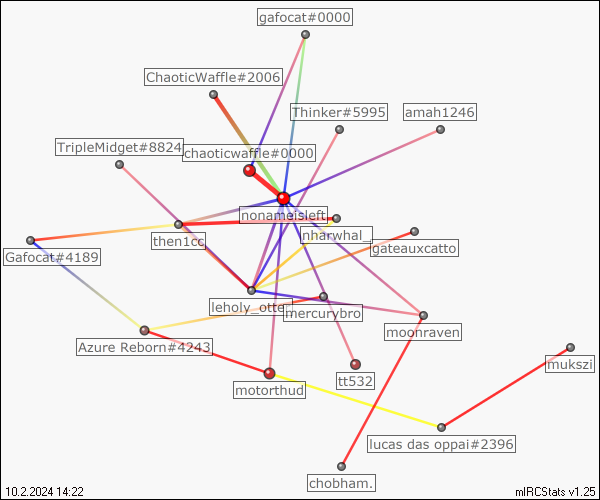 gafocat#0000
ChaoticWaffle#2006
Thinker#5995
amah1246
TripleMidget#8824
chaoticwaffle#0000
nonameisleft
nharwhal_
then1cc
gateauxcatto
Gafocat#4189
leholy_otte
mercurybro
moonraven
Azure Reborn#4243
mukszi
tt532
motorthud
lucas das oppai#2396
chobham.
10.2.2024 14:22
mIRCStats v1.25